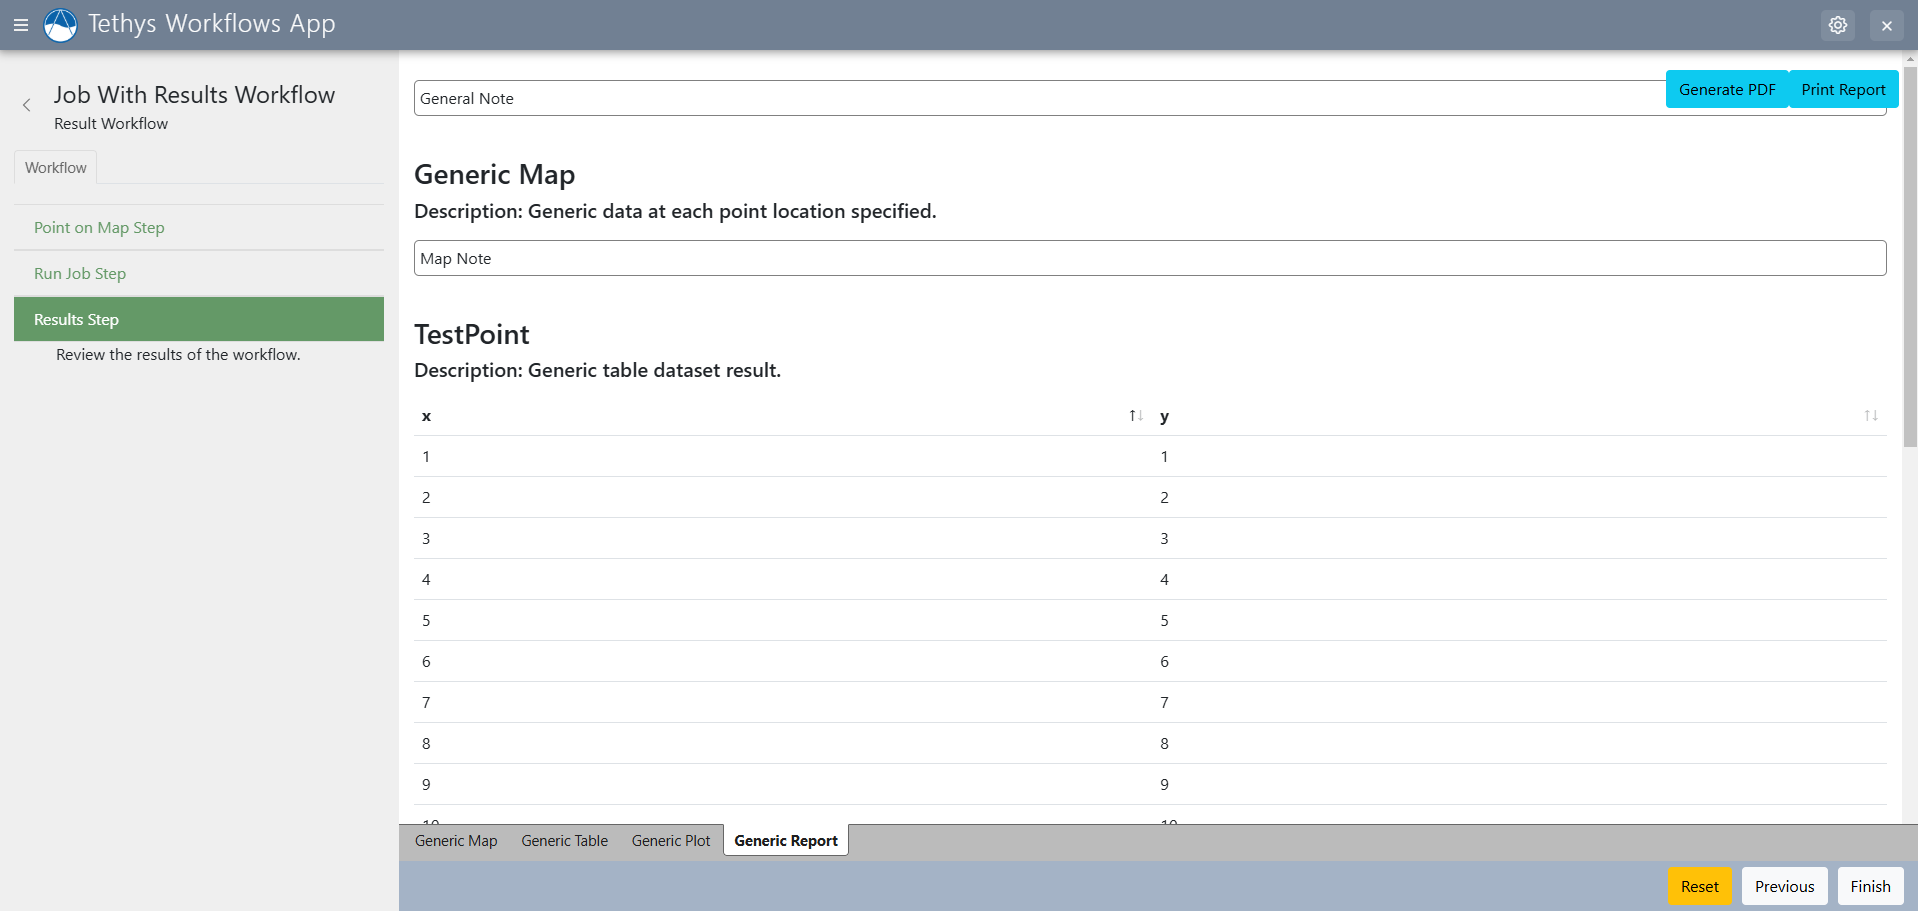 Tethys Workflows App
Job With Results Workflow
Result Workflow
Workflow
Point on Map Step
Run Job Step
Results Step
Review the results of the workflow.
General Note
Generate PDF
Print Report
Generic Map
Description: Generic data at each point location specified.
Map Note
TestPoint
Description: Generic table dataset result.
x y
1 1
2 2
3 3
4 4
5 5
6 6
7 7
8 8
9 9
10 10
Generic Map Generic Table Generic Plot Generic Report
Reset Previous Finish